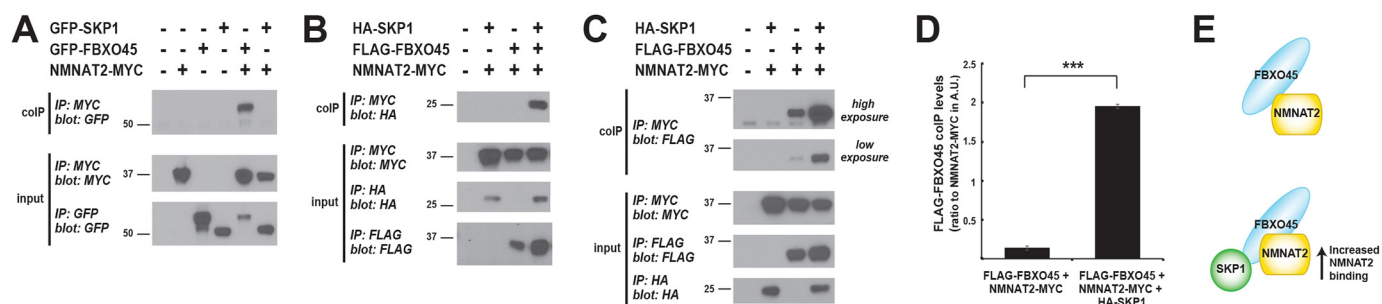 A
GFP-SKP1 - - - + - +
GFP-FBXO45 - - + - + -
NMNAT2-MYC - + - - + +
coIP
IP: MYC
blot: GFP
50
input
IP: MYC
blot: MYC
37
IP: GFP
blot: GFP
50
B
HA-SKP1 - + - +
FLAG-FBXO45 - - + +
NMNAT2-MYC - + + +
coIP
IP: MYC
blot: HA
25
input
IP: MYC
blot: MYC
37
IP: HA
blot: HA
25
IP: FLAG
blot: FLAG
37
C
HA-SKP1 - + - +
FLAG-FBXO45 - - + +
NMNAT2-MYC - + + +
coIP
IP: MYC
blot: FLAG
37
high
exposure
37
low
exposure
input
IP: MYC
blot: MYC
37
IP: FLAG
blot: FLAG
37
IP: HA
blot: HA
25
D
FLAG-FBXO45 coIP levels
(ratio to NMNAT2-MYC in A.U.)
2.5
2
1.5
1
0.5
***
FLAG-FBXO45 +
NMNAT2-MYC
FLAG-FBXO45 +
NMNAT2-MYC +
HA-SKP1
E
FBXO45
NMNAT2
FBXO45
NMNAT2
SKP1
Increased
NMNAT2
binding